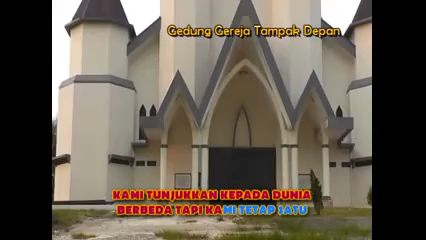 Gedung Gereja Tampak Depan
KAMI TUNJUKKAN KEPADA DUNIA
BERBEDA TAPI KAMI TETAP SATU